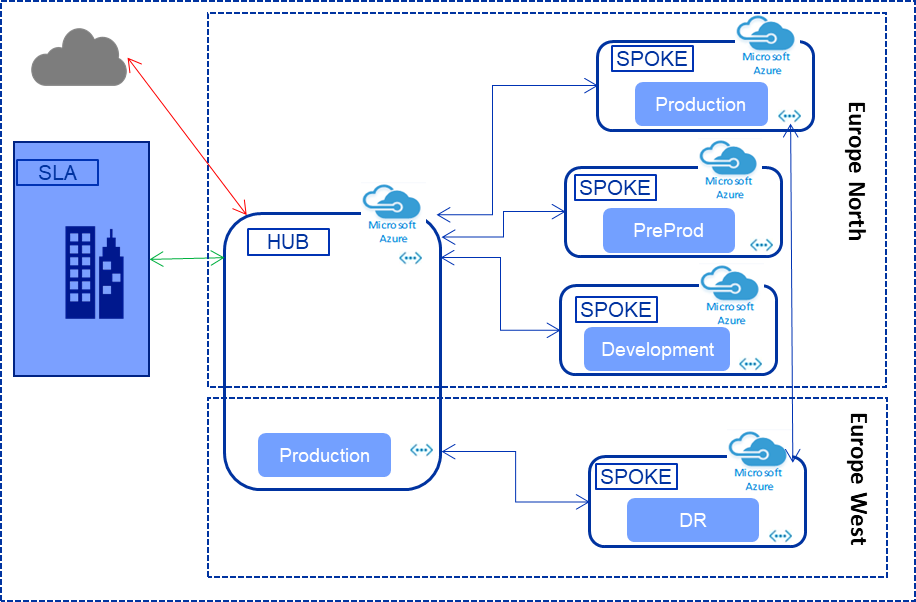 SLA
HUB
Microsoft
Azure
Production
SPOKE
Microsoft
Azure
Production
SPOKE
Microsoft
Azure
PreProd
SPOKE
Microsoft
Azure
Development
Europe North
SPOKE
Microsoft
Azure
DR
Europe West